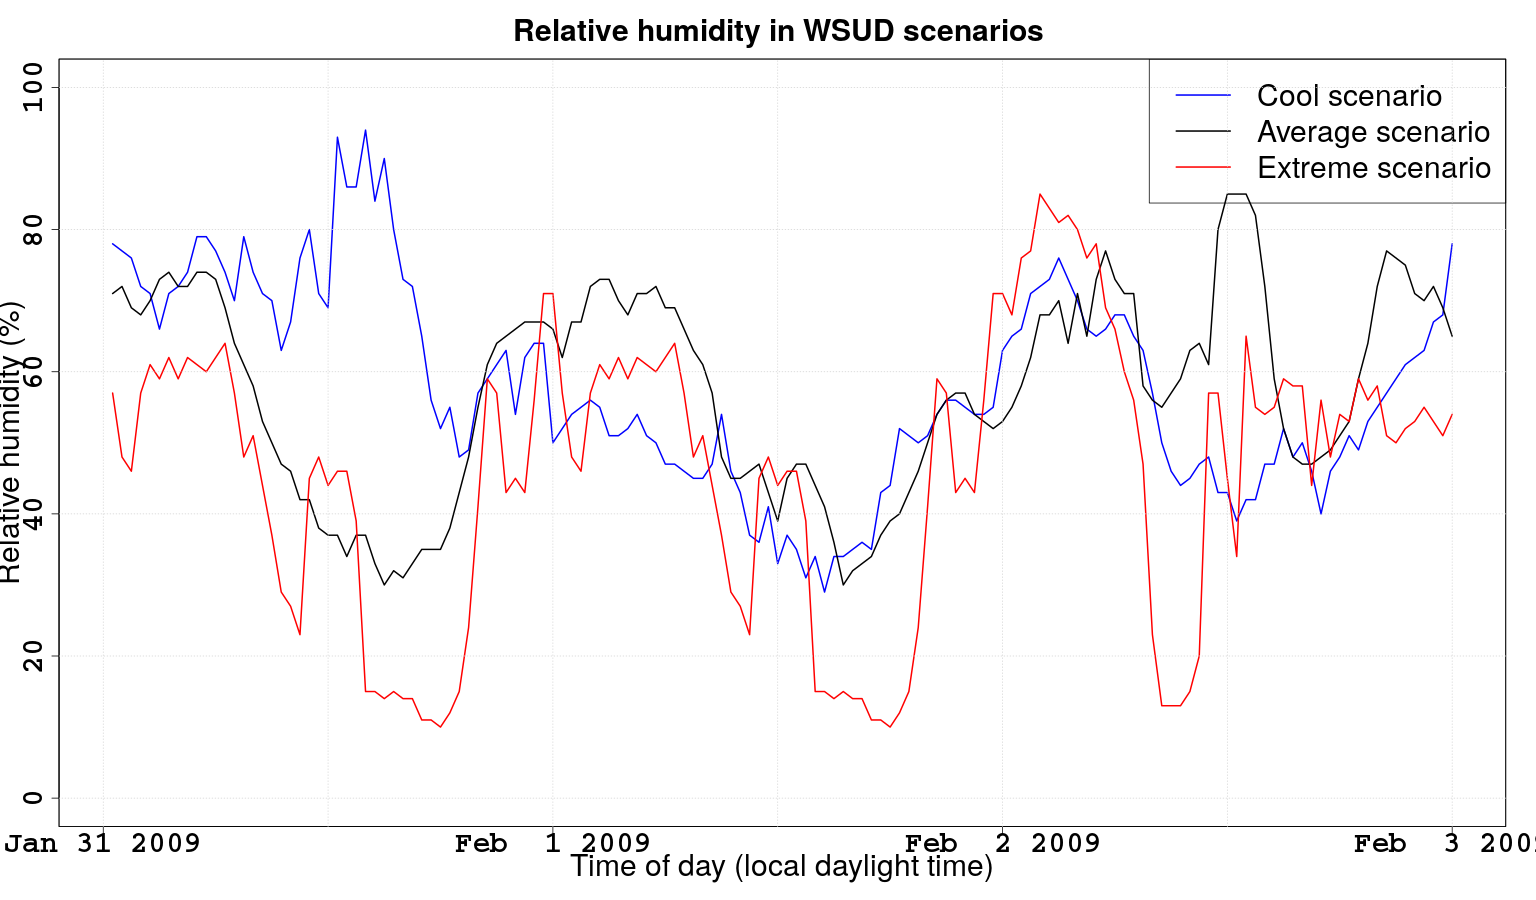 Relative humidity in WSUD scenarios
Cool scenario
Average scenario
Extreme scenario
Relative humidity (%)
100
80
60
40
20
0
Jan 31 2009
Feb 1 2009
Feb 2 2009
Feb 3 2009
Time of day (local daylight time)